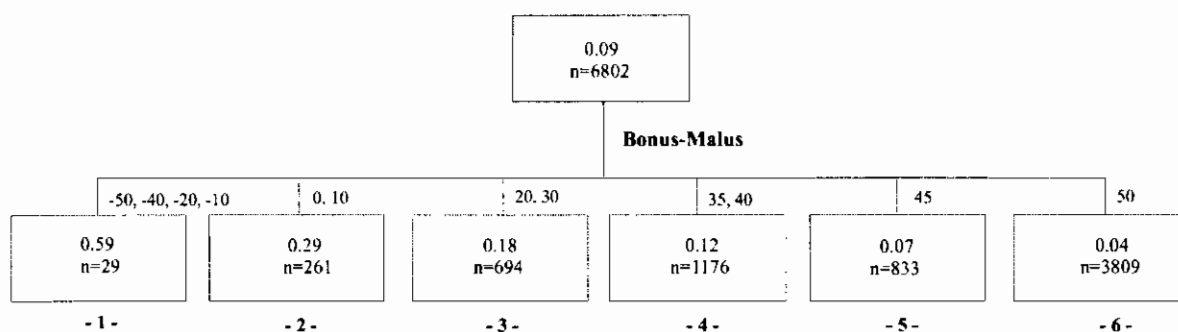 0.09
n=6802
Bonus-Malus
-50, -40, -20, -10
0, 10
20, 30
35, 40
45
50
0.59
n=29
0.29
n=261
0.18
n=694
0.12
n=1176
0.07
n=833
0.04
n=3809
- 1 -
- 2 -
- 3 -
- 4 -
- 5 -
- 6 -